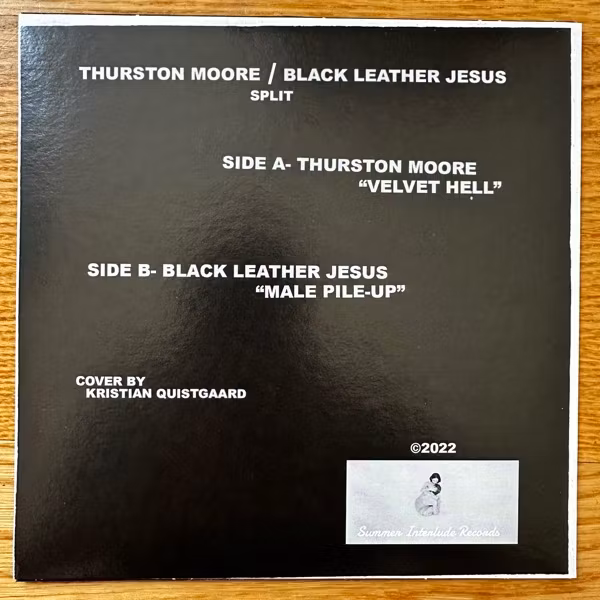 THURSTON MOORE / BLACK LEATHER JESUS
SPLIT
SIDE A- THURSTON MOORE
“VELVET HELL”
SIDE B- BLACK LEATHER JESUS
“MALE PILE-UP”
COVER BY
KRISTIAN QUISTGAARD
©2022
Summer Interlude Records